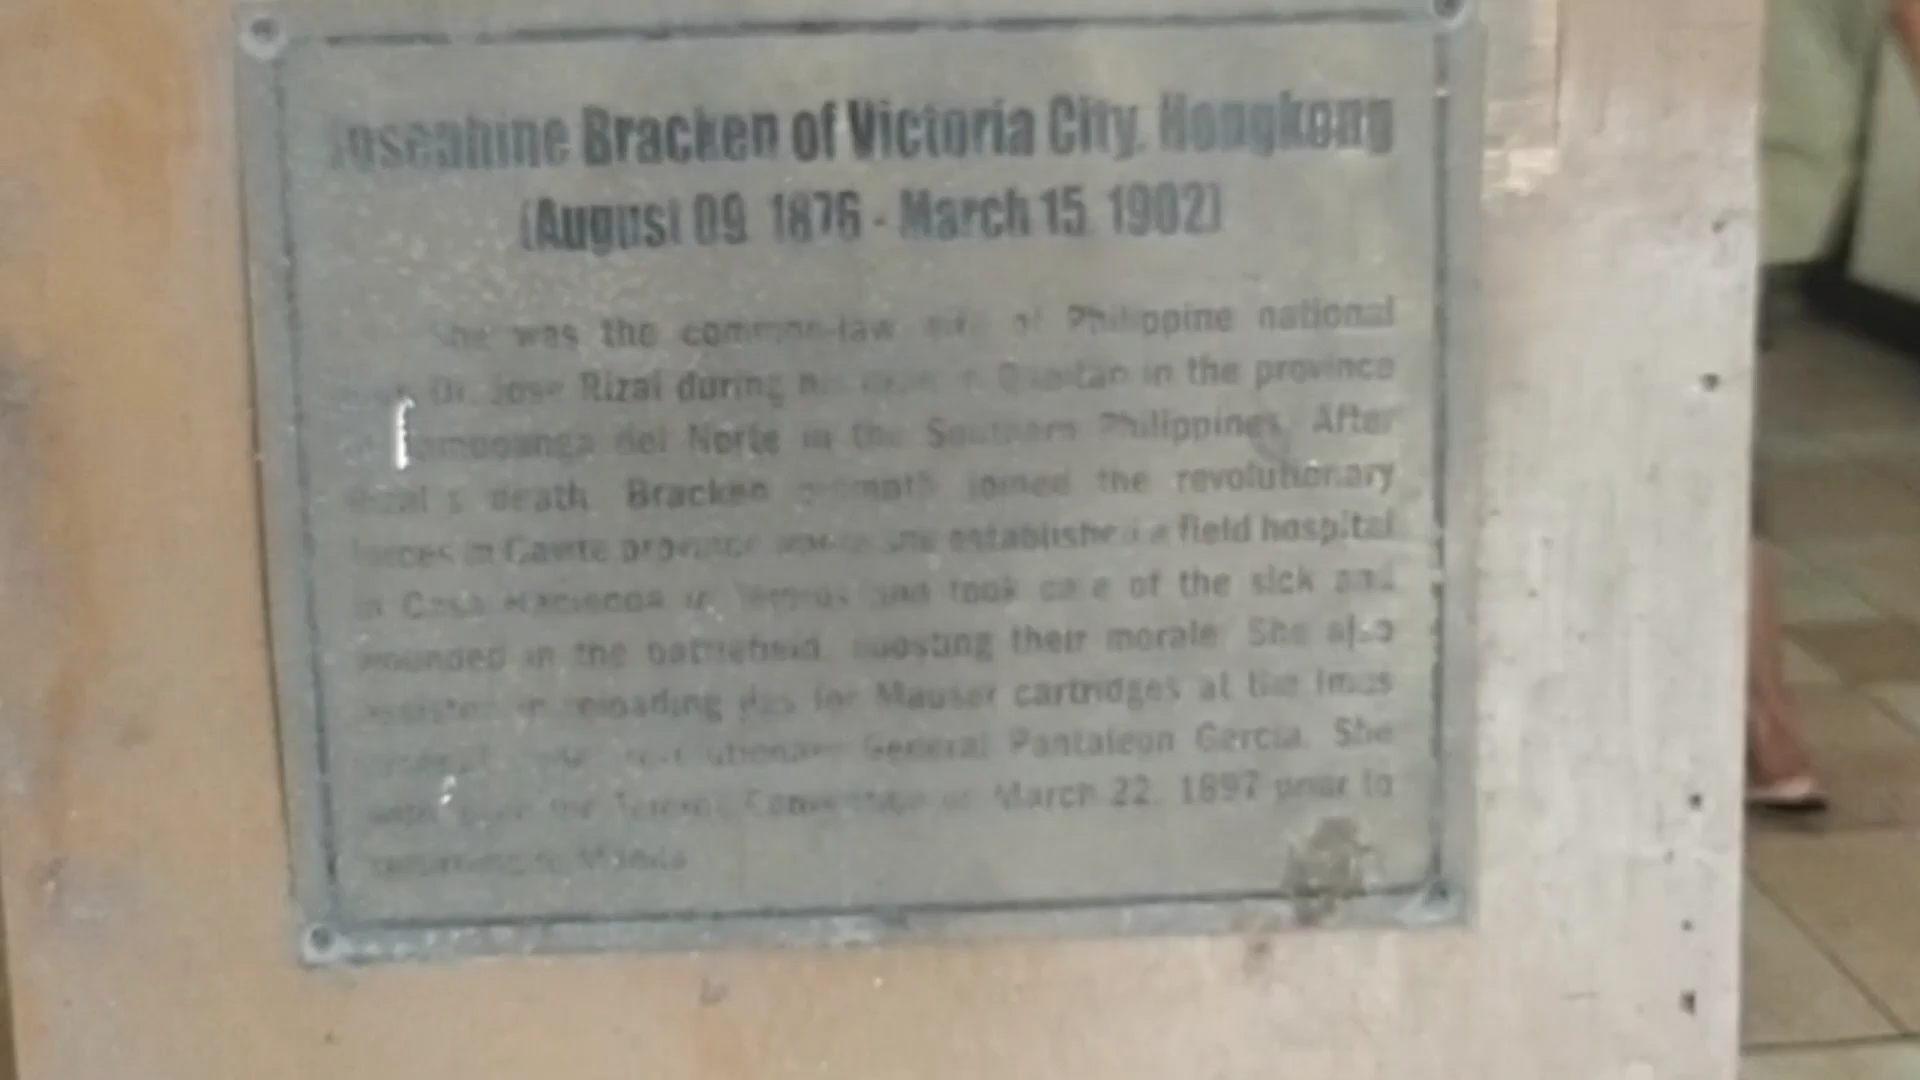 Josephine Bracken of Victoria City, Hongkong
(August 09, 1876 - March 15, 1902)
She was the common-law wife of Philippine national
Dr. Jose Rizal during his exile in Dapitan in the province
Zamboanga del Norte in the Southern Philippines. After
Rizal's death, Bracken joined the revolutionary
forces in Cavite province where she established a field hospital
in Casa Hacienda in Tejeros and took care of the sick and
wounded in the battlefield, boosting their morale. She also
assisted in reloading for Mauser cartridges at the Imus
General Pantaleon Garcia. She
the Tejeros Convention on March 22, 1897 prior to
returning to Manila